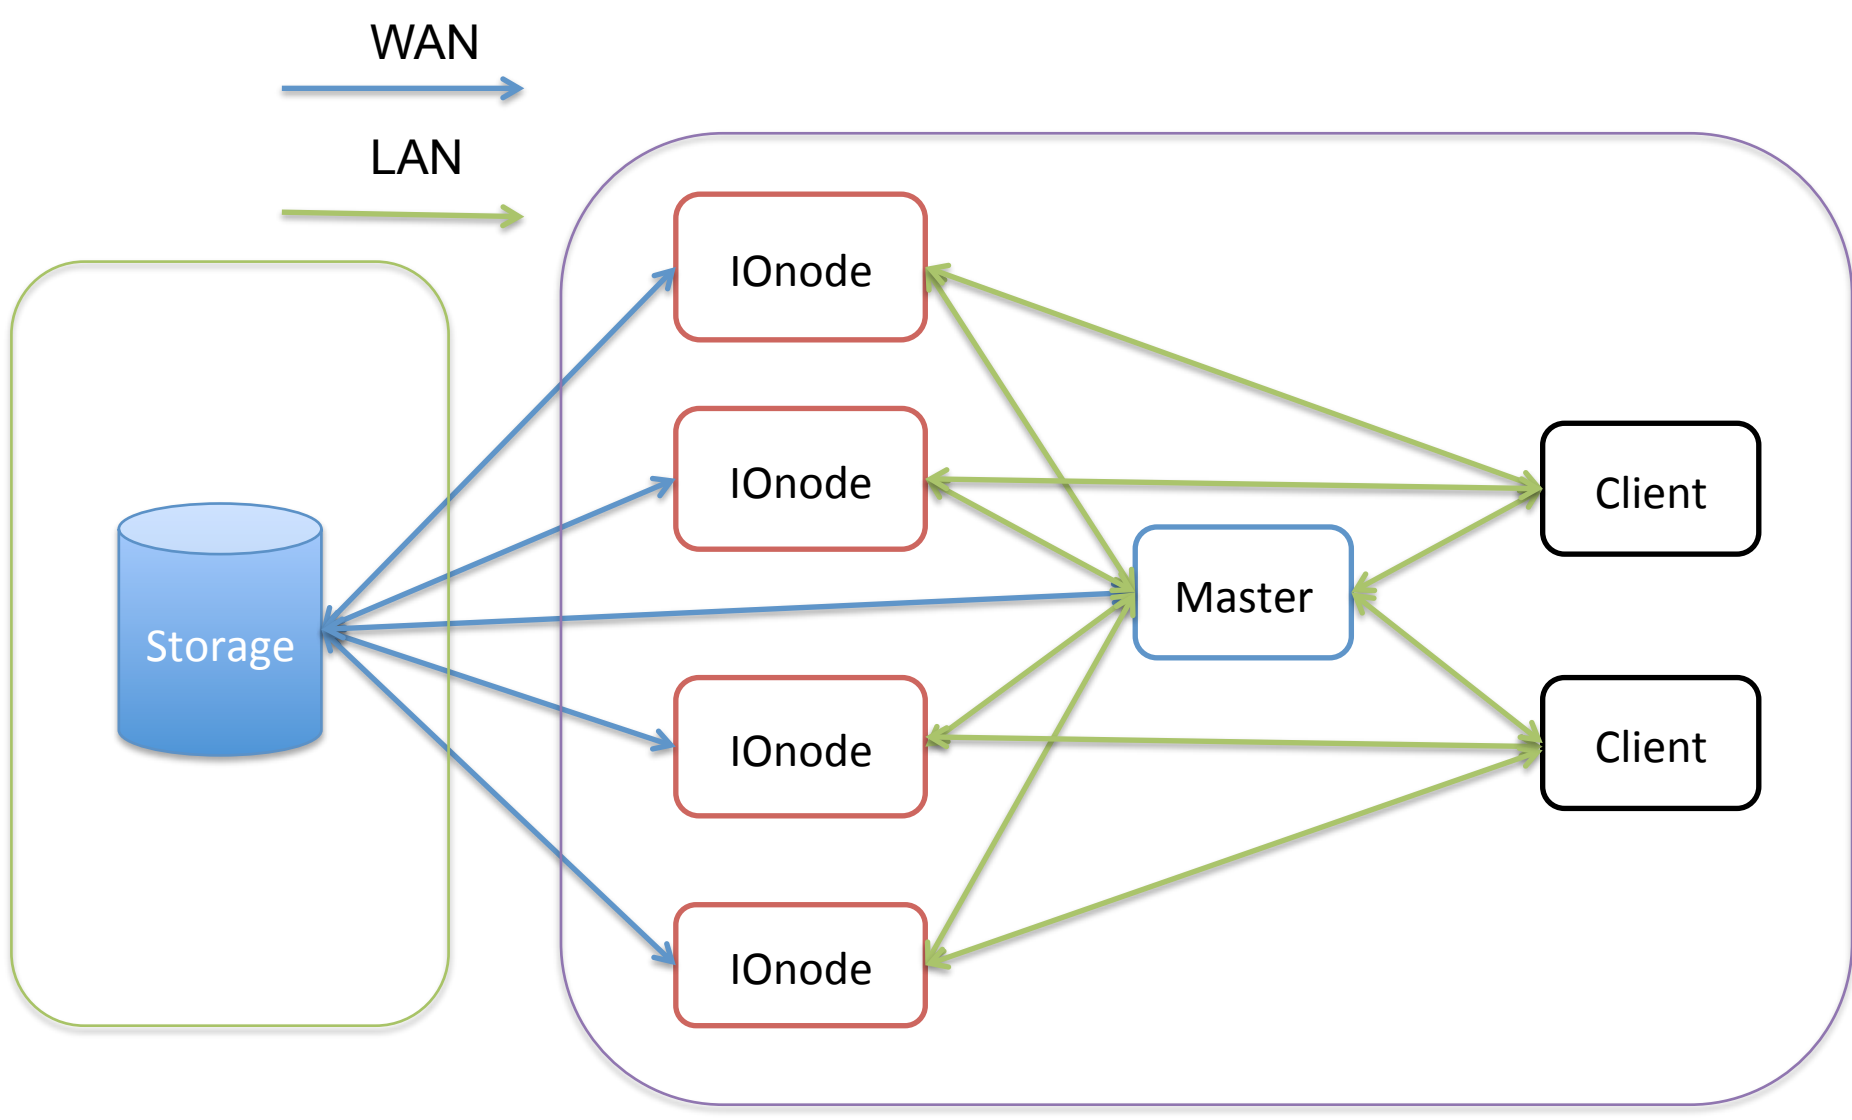 WAN
LAN
IOnode
IOnode
IOnode
IOnode
Storage
Master
Client
Client